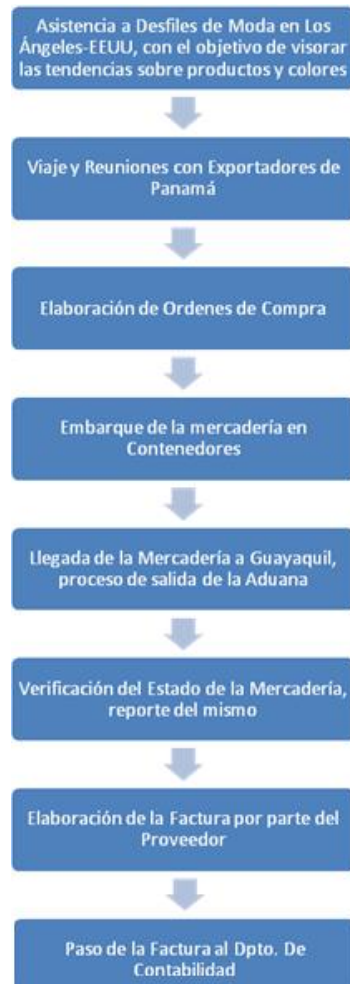 Asistencia a Desfiles de Moda en Los
Ángeles-EEUU, con el objetivo de visorar
las tendencias sobre productos y colores
Viaje y Reuniones con Exportadores de
Panamá
Elaboración de Ordenes de Compra
Embarque de la mercadería en
Contenedores
Llegada de la Mercadería a Guayaquil,
proceso de salida de la Aduana
Verificación del Estado de la Mercadería,
reporte del mismo
Elaboración de la Factura por parte del
Proveedor
Paso de la Factura al Dpto. De
Contabilidad